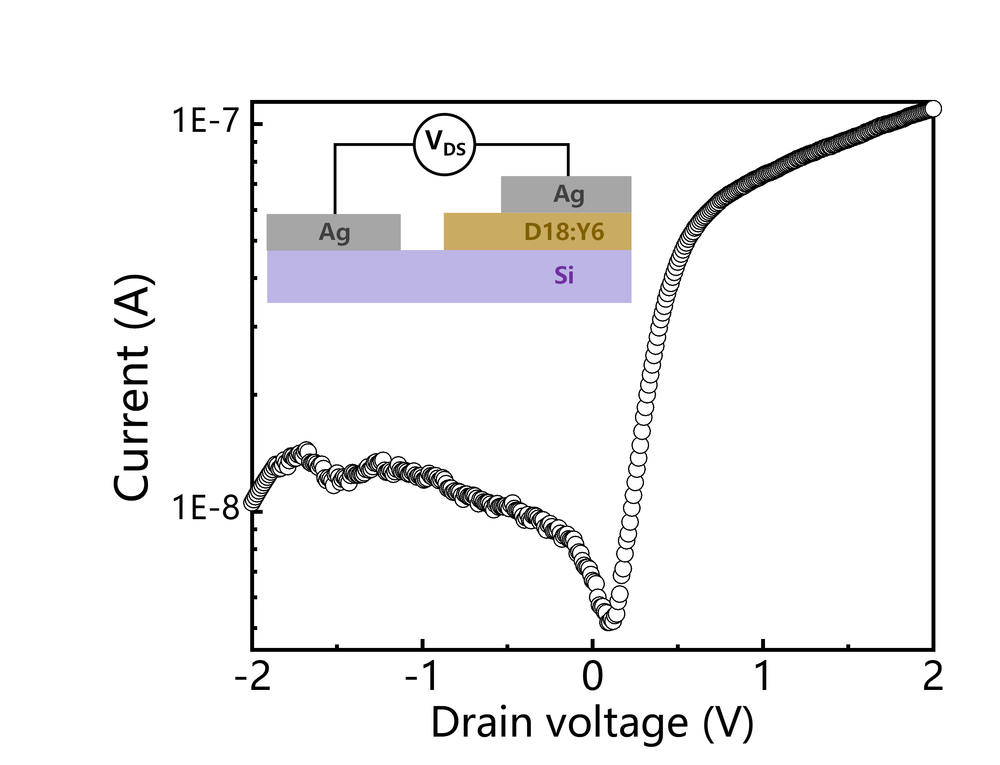 1E-7
1E-8
Current (A)
V_DS
Ag
Ag
D18:Y6
Si
-2
-1
0
1
2
Drain voltage (V)